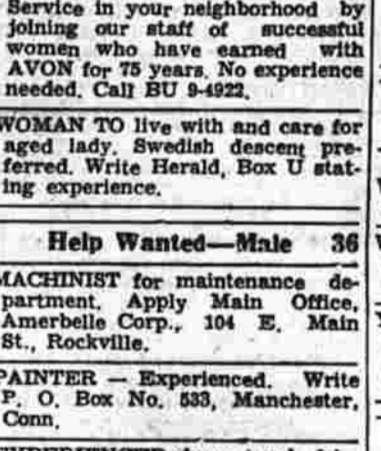 Service in your neighborhood by
joining our staff of successful
women who have earned with
AVON for 75 years. No experience
needed. Call BU 9-4922.
WOMAN TO live with and care for
aged lady. Swedish descent pre-
ferred. Write Herald, Box U stat-
ing experience.
Help Wanted—Male 36
MACHINIST for maintenance de-
partment. Apply Main Office,
Amerbelle Corp., 104 E. Main
St., Rockville.
PAINTER — Experienced. Write
P. O. Box No. 533, Manchester,
Conn.